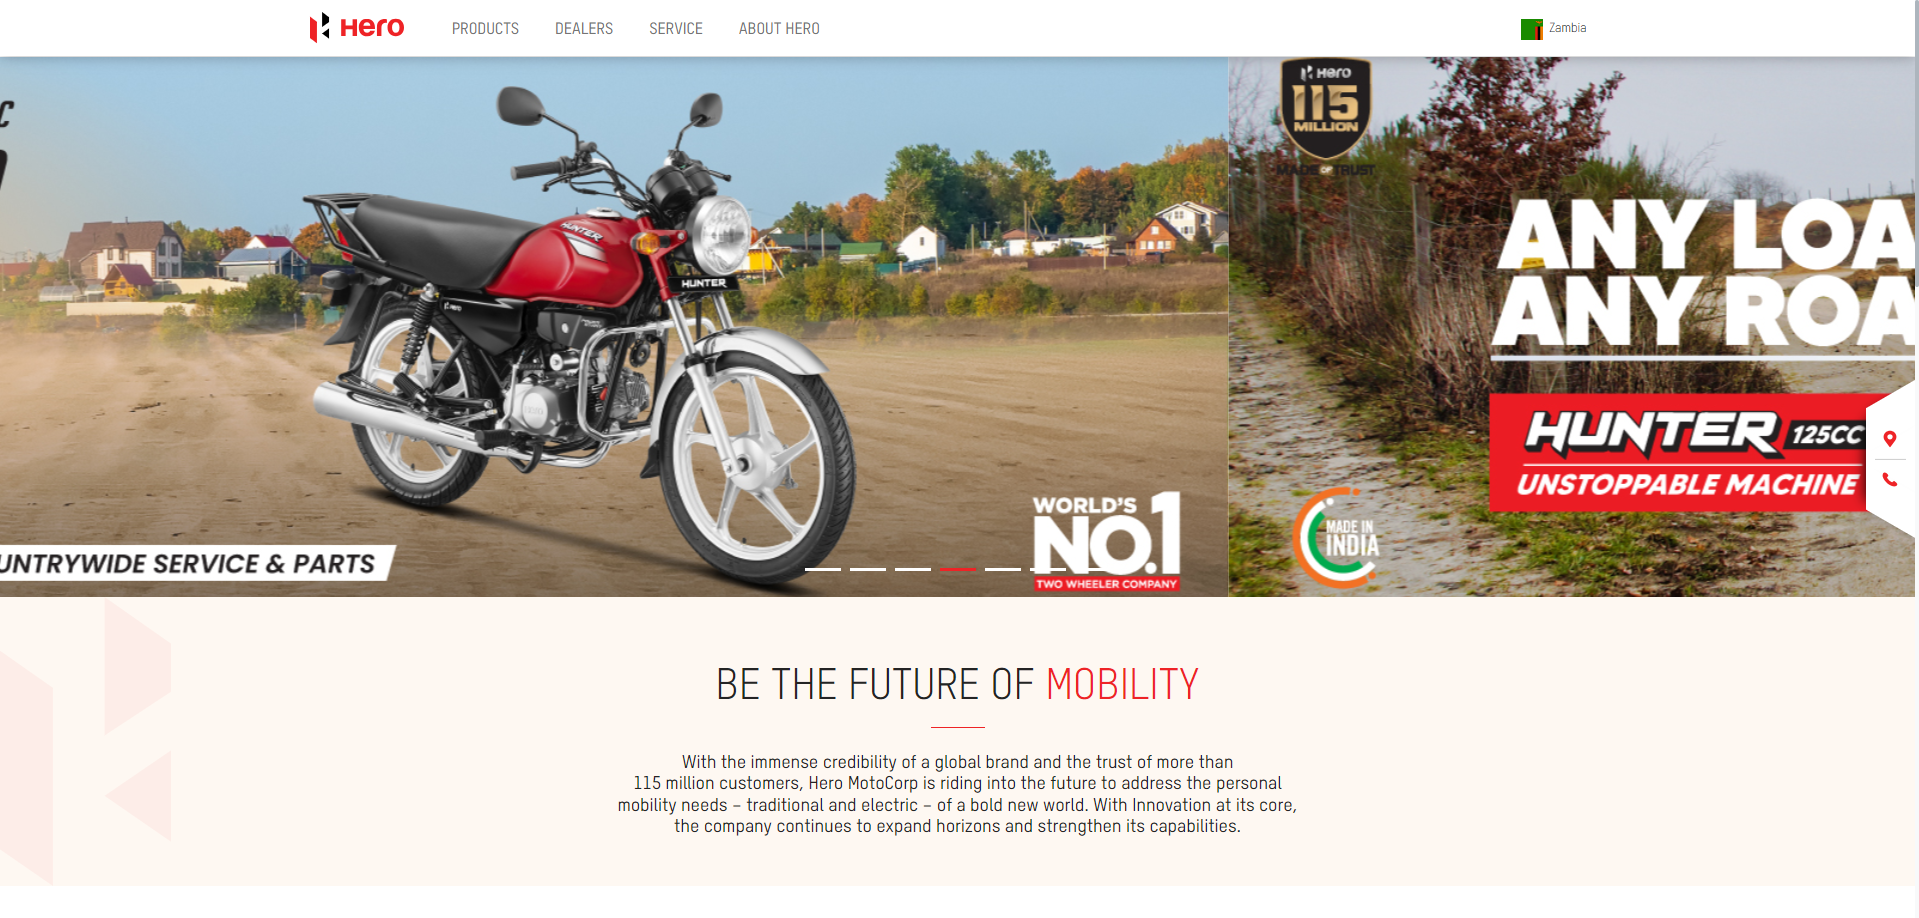 Hero
PRODUCTS
DEALERS
SERVICE
ABOUT HERO
Zambia
HUNTER
HUNTER
Hero
UNTRYWIDE SERVICE & PARTS
WORLD'S
NO.1
TWO WHEELER COMPANY
Hero
115
MILLION
MADE OF TRUST
ANY LOA
ANY ROA
HUNTER 125CC
UNSTOPPABLE MACHINE
MADE IN
INDIA
BE THE FUTURE OF MOBILITY
With the immense credibility of a global brand and the trust of more than
115 million customers, Hero MotoCorp is riding into the future to address the personal
mobility needs – traditional and electric – of a bold new world. With Innovation at its core,
the company continues to expand horizons and strengthen its capabilities.